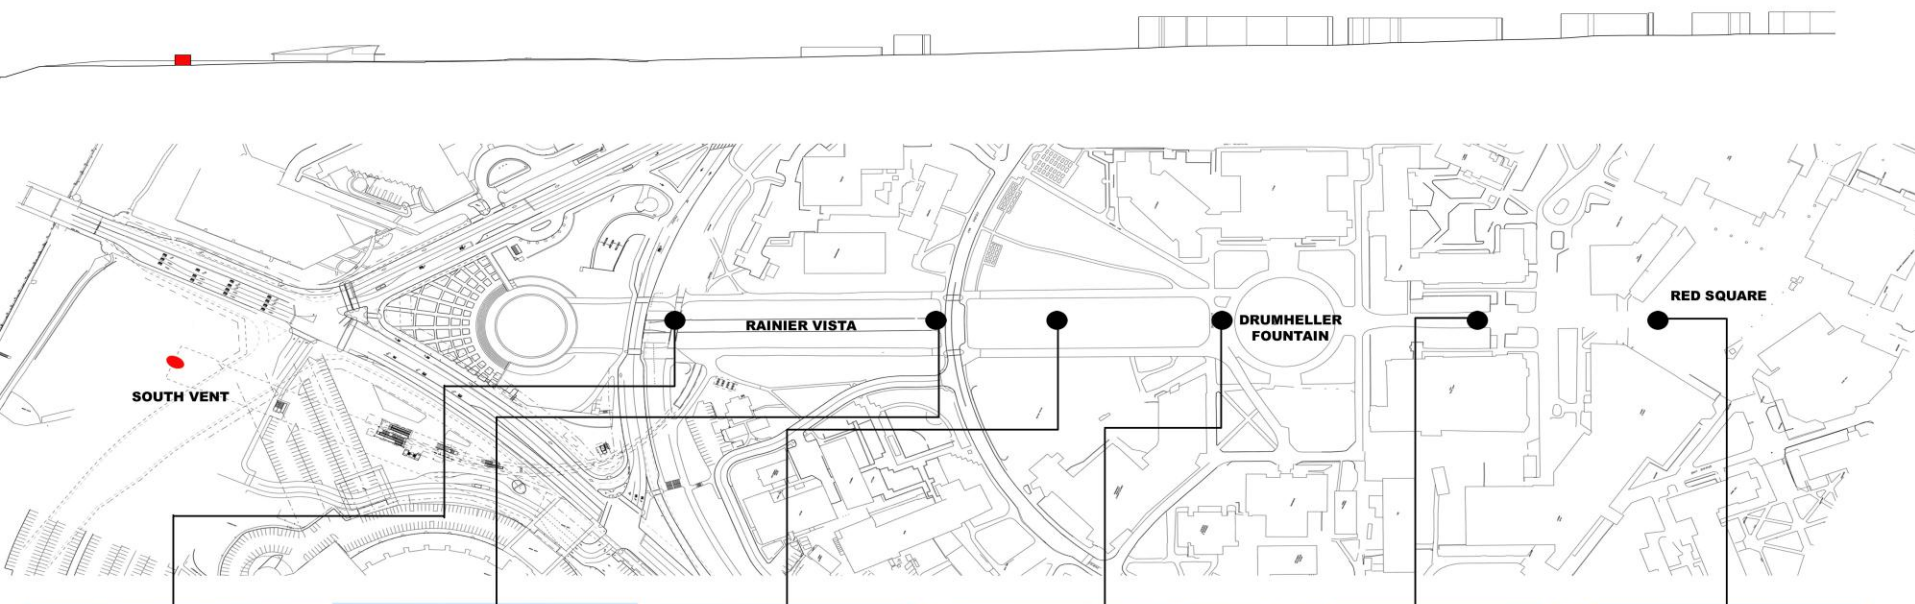 RED SQUARE
RAINIER VISTA
DRUMHELLER
FOUNTAIN
SOUTH VENT